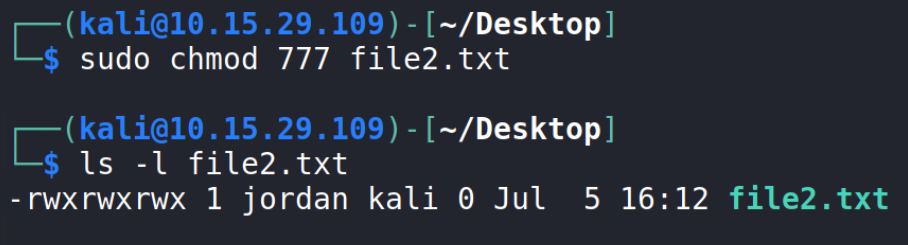 ┌──(kali@10.15.29.109)-[~/Desktop]
└─$ sudo chmod 777 file2.txt
┌──(kali@10.15.29.109)-[~/Desktop]
└─$ ls -l file2.txt
-rwxrwxrwx 1 jordan kali 0 Jul  5 16:12 file2.txt